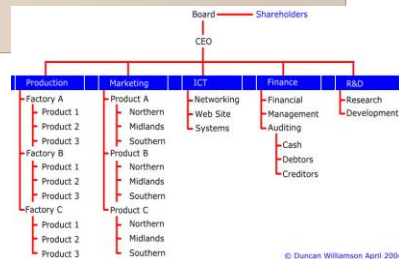 Board Shareholders
CEO
Production Marketing ICT Finance R&D
Factory A Product A Networking Financial Research
Product 1 Northern Web Site Management Development
Product 2 Midlands Systems Auditing
Product 3 Southern Cash
Factory B Product B Debtors
Product 1 Northern Creditors
Product 2 Midlands
Product 3 Southern
Factory C Product C
Product 1 Northern
Product 2 Midlands
Product 3 Southern
© Duncan Williamson April 2004